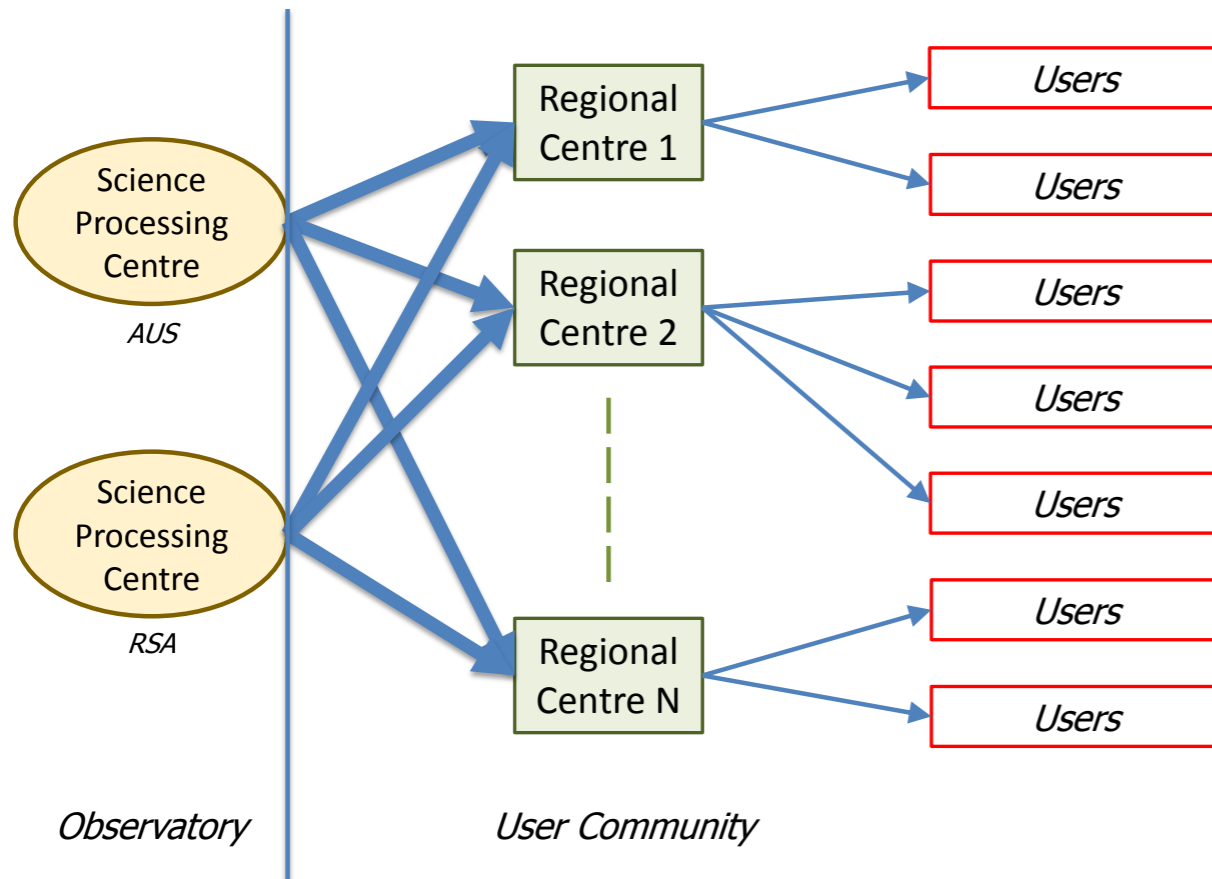 Science
Processing
Centre
AUS
Science
Processing
Centre
RSA
Regional
Centre 1
Regional
Centre 2
Regional
Centre N
Users
Users
Users
Users
Users
Users
Users
Observatory
User Community